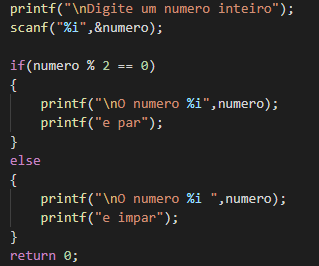 printf("\nDigite um numero inteiro");
scanf("%i",&numero);
if(numero % 2 == 0)
{
printf("\nO numero %i",numero);
printf("e par");
}
else
{
printf("\nO numero %i ",numero);
printf("e impar");
}
return 0;